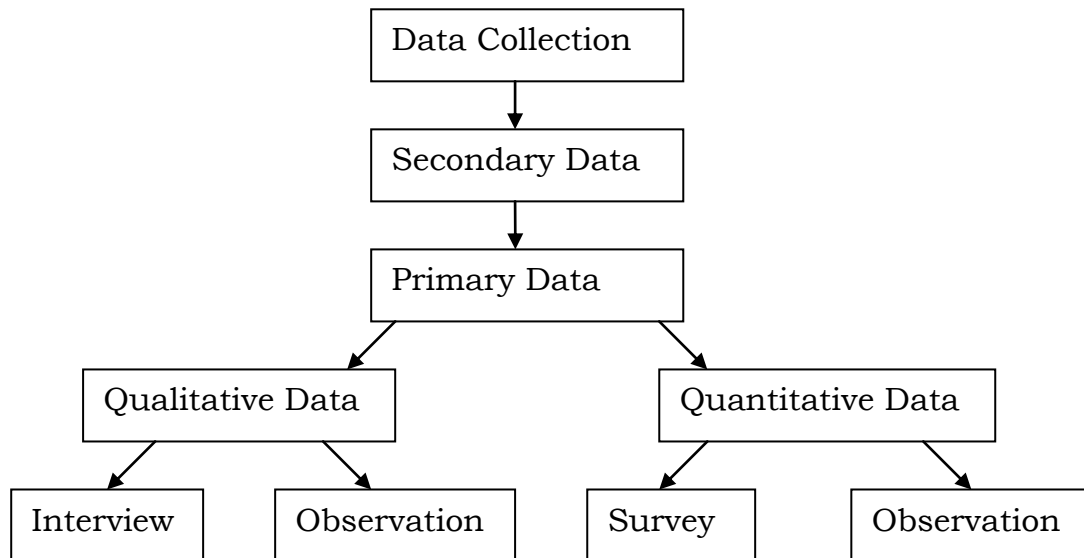 Data Collection
Secondary Data
Primary Data
Qualitative Data
Quantitative Data
Interview
Observation
Survey
Observation